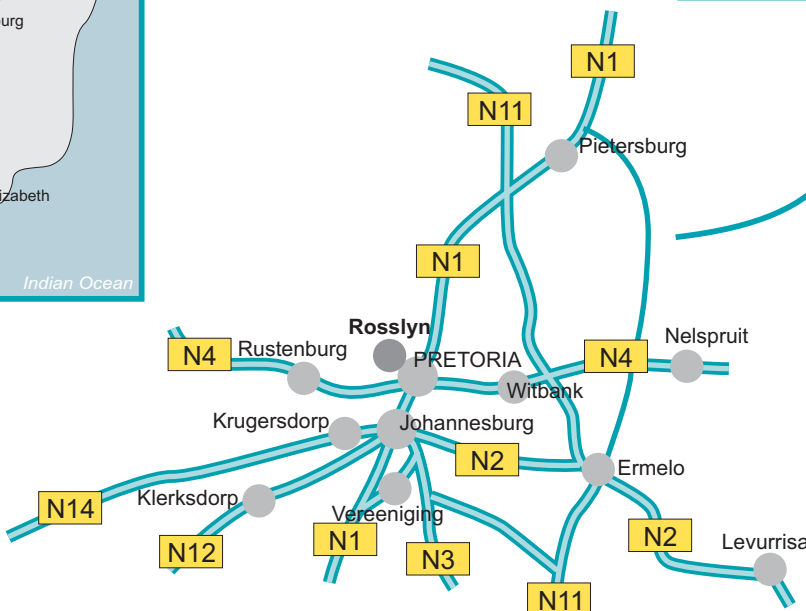 urg
izabeth
Indian Ocean
N1
N11
Pietersburg
N1
Rosslyn
N4
Rustenburg
PRETORIA
N4
Nelspruit
Witbank
Krugersdorp
Johannesburg
N2
Ermelo
Klerksdorp
N14
Vereeniging
N12
N1
N3
N2
Levurrisa
N11